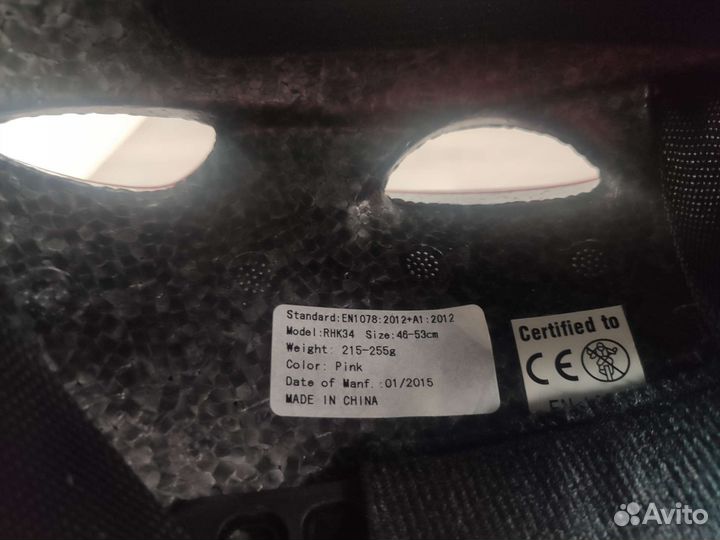 Standard:EN1078:2012+A1:2012
Model:RHK34 Size:46-53cm
Weight: 215-255g
Color: Pink
Date of Manf.:01/2015
MADE IN CHINA
Certified to
CE
Avito